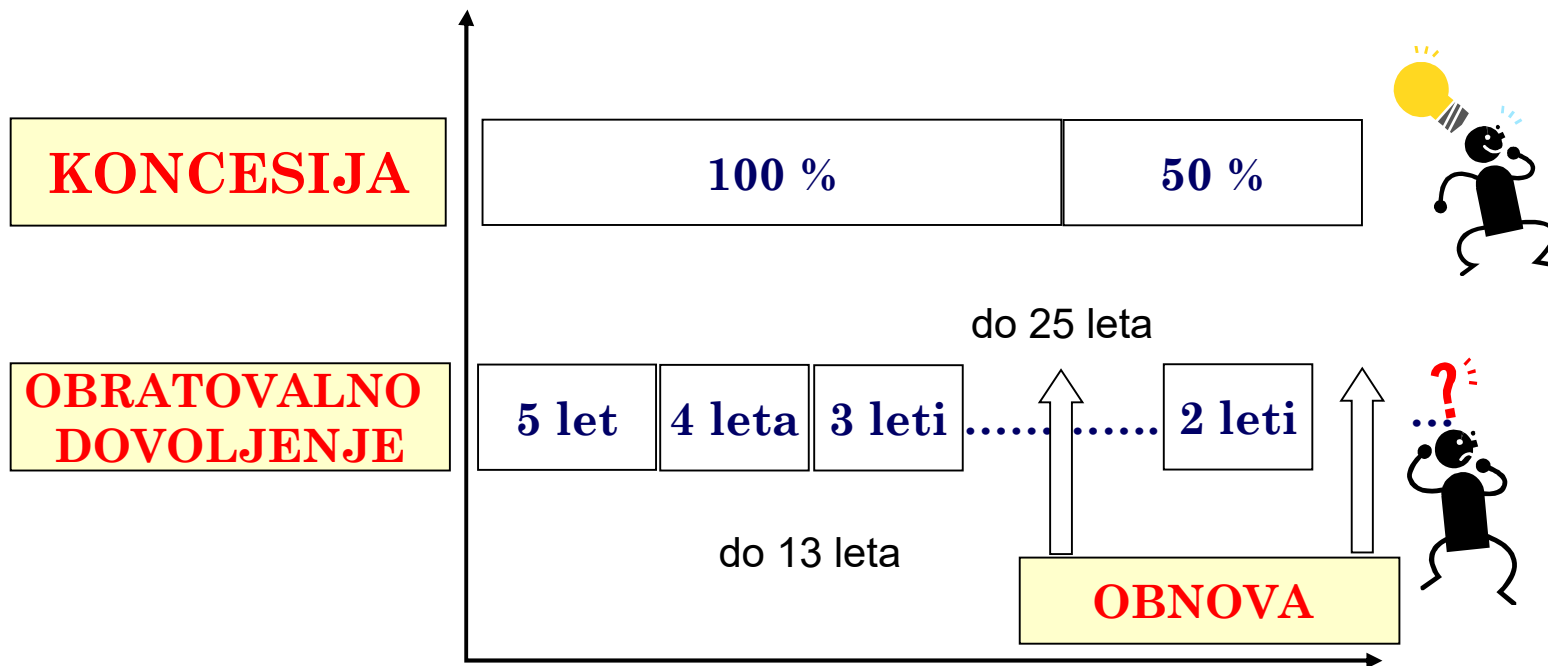 KONCESIJA
100 %
50 %
do 25 leta
OBRATOVALNO
DOVOLJENJE
5 let
4 leta
3 leti
.............
2 leti
...
?
do 13 leta
OBNOVA